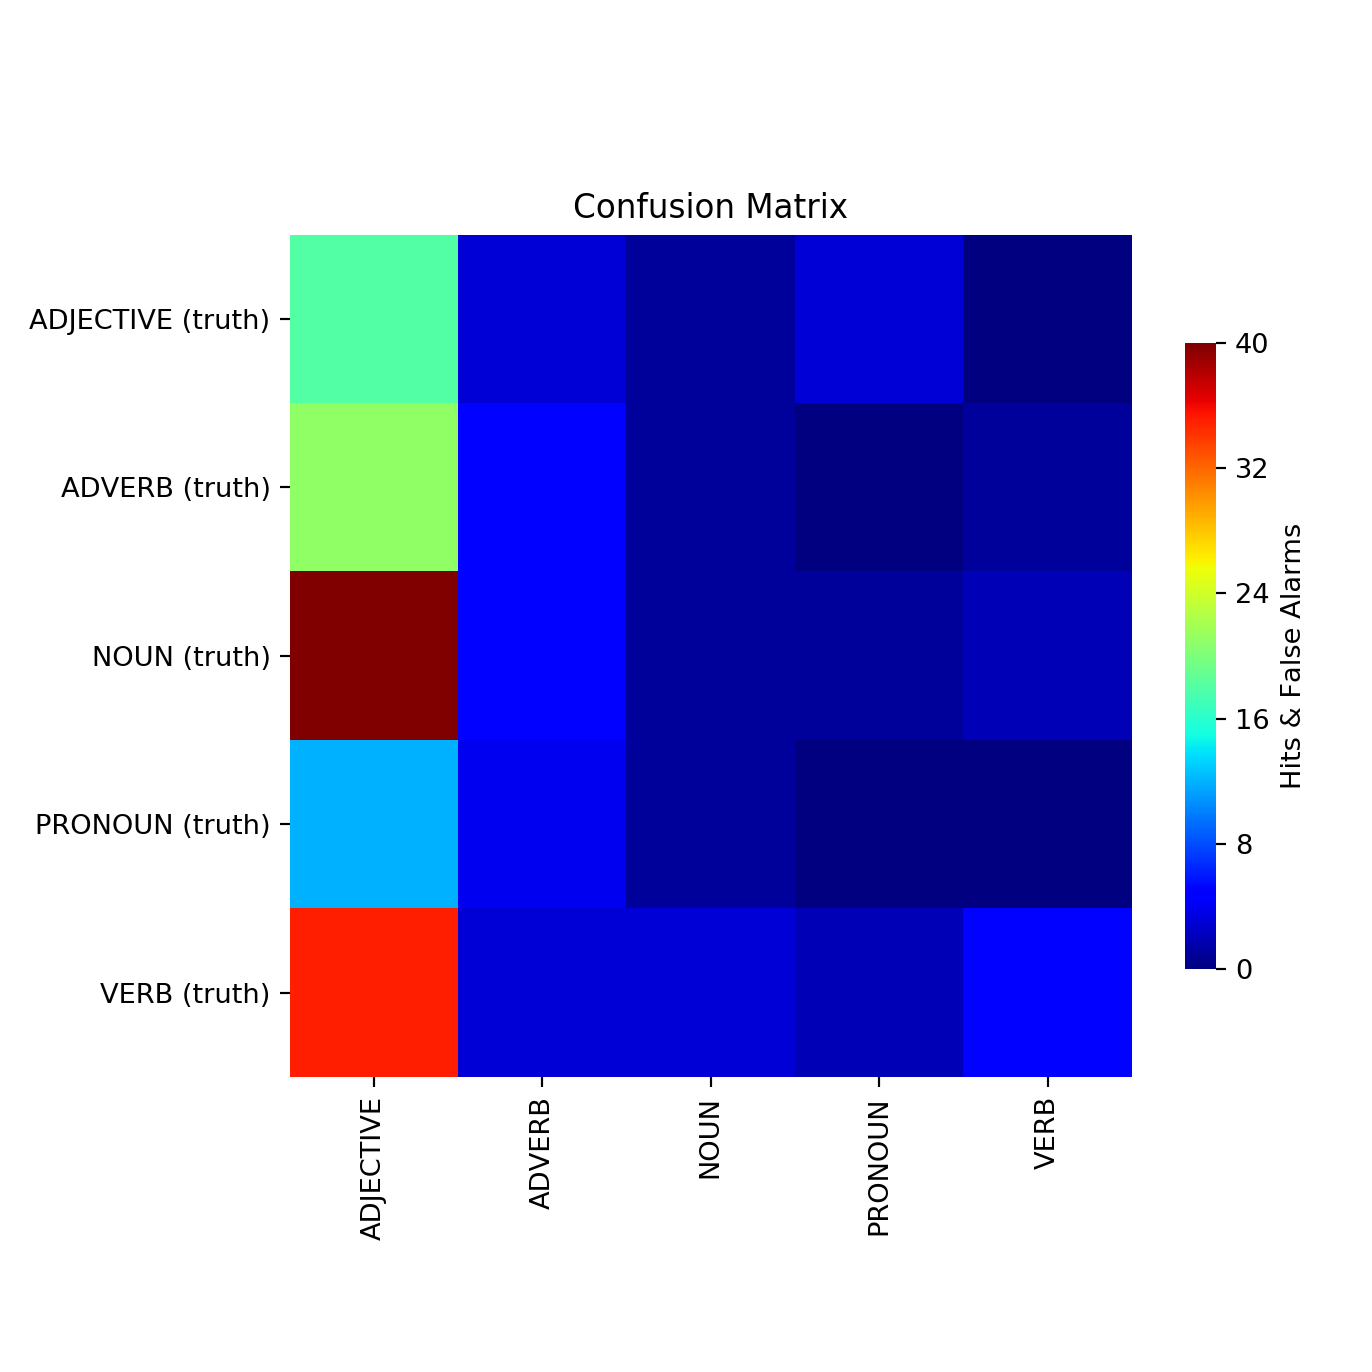 Confusion Matrix
ADJECTIVE (truth)
ADVERB (truth)
NOUN (truth)
PRONOUN (truth)
VERB (truth)
ADJECTIVE
ADVERB
NOUN
PRONOUN
VERB
40
32
24
16
8
0
Hits & False Alarms